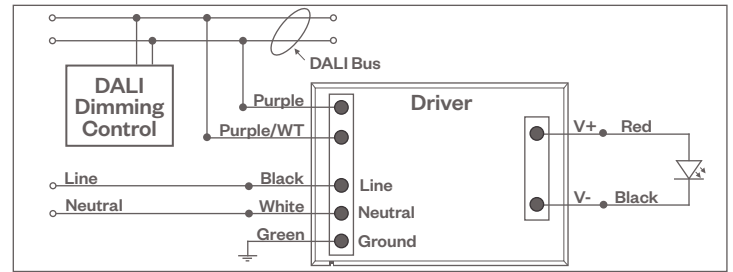 DALI Bus
DALI
Dimming
Control
Driver
Purple
Purple/WT
V+ Red
Line Black Line
V- Black
Neutral White Neutral
Green Ground